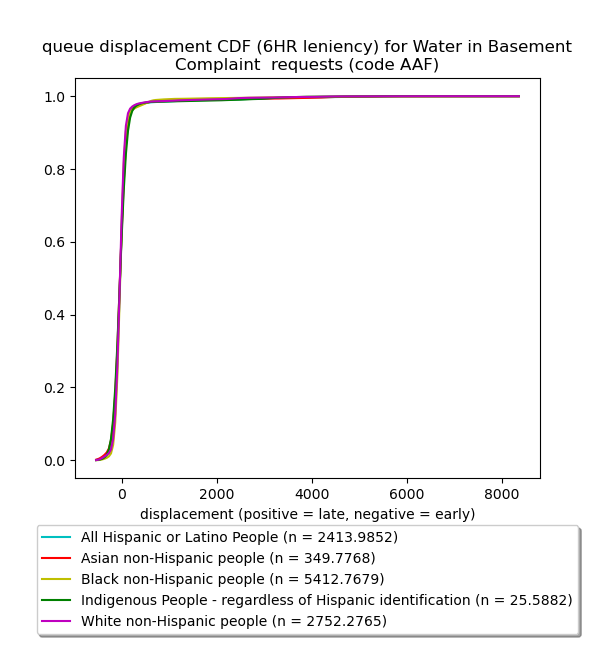 queue displacement CDF (6HR leniency) for Water in Basement
Complaint  requests (code AAF)
1.0
0.8
0.6
0.4
0.2
0.0
0 2000 4000 6000 8000
displacement (positive = late, negative = early)
All Hispanic or Latino People (n = 2413.9852)
Asian non-Hispanic people (n = 349.7768)
Black non-Hispanic people (n = 5412.7679)
Indigenous People - regardless of Hispanic identification (n = 25.5882)
White non-Hispanic people (n = 2752.2765)